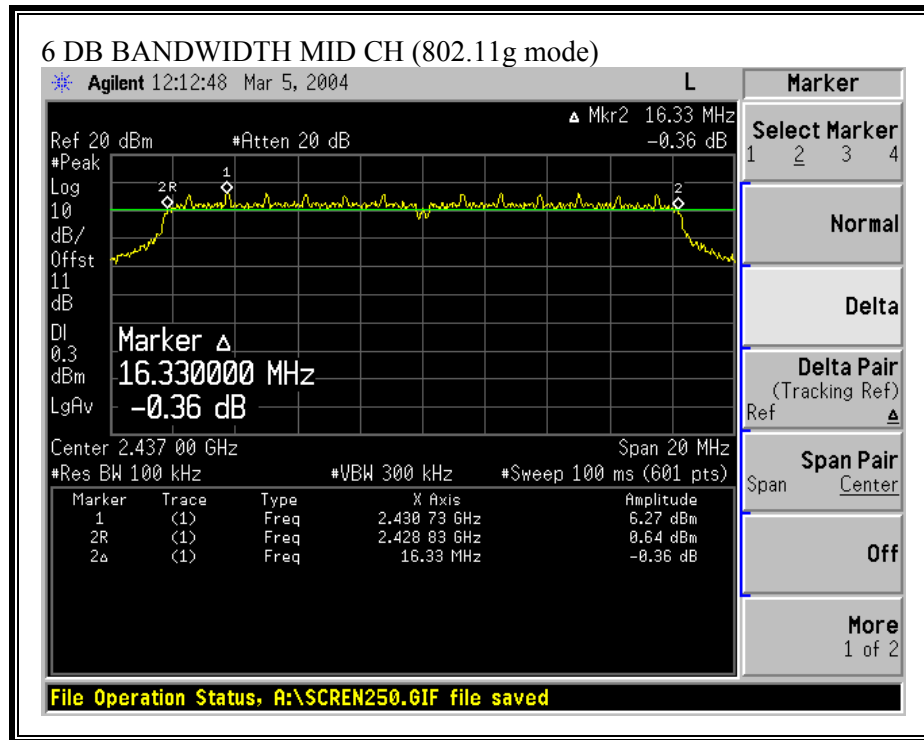 6 DB BANDWIDTH MID CH (802.11g mode)
Agilent 12:12:48 Mar 5, 2004 L
Marker
Δ Mkr2 16.33 MHz
Ref 20 dBm #Atten 20 dB -0.36 dB
#Peak
Log
10
dB/
Offst
11
dB
DI
0.3
dBm
LgAv
2R
1
2
Marker Δ
16.330000 MHz
-0.36 dB
Center 2.437 00 GHz Span 20 MHz
#Res BW 100 kHz #VBW 300 kHz #Sweep 100 ms (601 pts)
Marker Trace Type X Axis Amplitude
1 (1) Freq 2.430 73 GHz 6.27 dBm
2R (1) Freq 2.428 83 GHz 0.64 dBm
2Δ (1) Freq 16.33 MHz -0.36 dB
Select Marker
1 2 3 4
Normal
Delta
Delta Pair
(Tracking Ref)
Ref Δ
Span Pair
Span Center
Off
More
1 of 2
File Operation Status, A:\SCREN250.GIF file saved